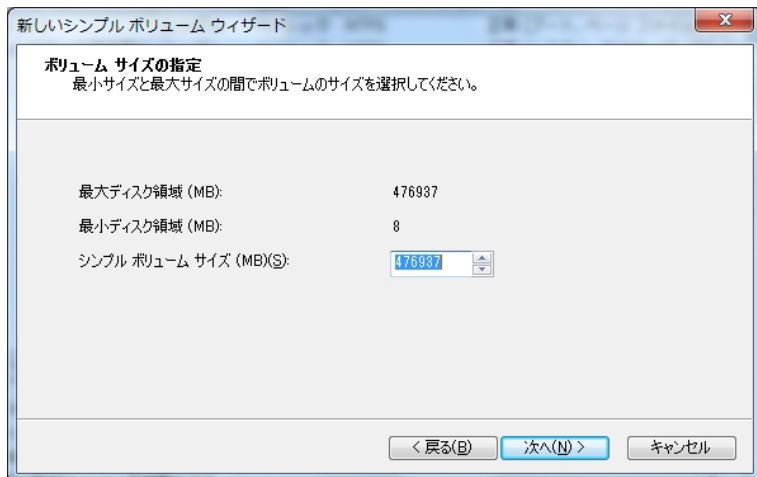 新しいシンプル ボリューム ウィザード
ボリューム サイズの指定
最小サイズと最大サイズの間でボリュームのサイズを選択してください。
最大ディスク領域 (MB): 476937
最小ディスク領域 (MB): 8
シンプル ボリューム サイズ (MB)(S): 476937
< 戻る(B) 次へ(N) > キャンセル